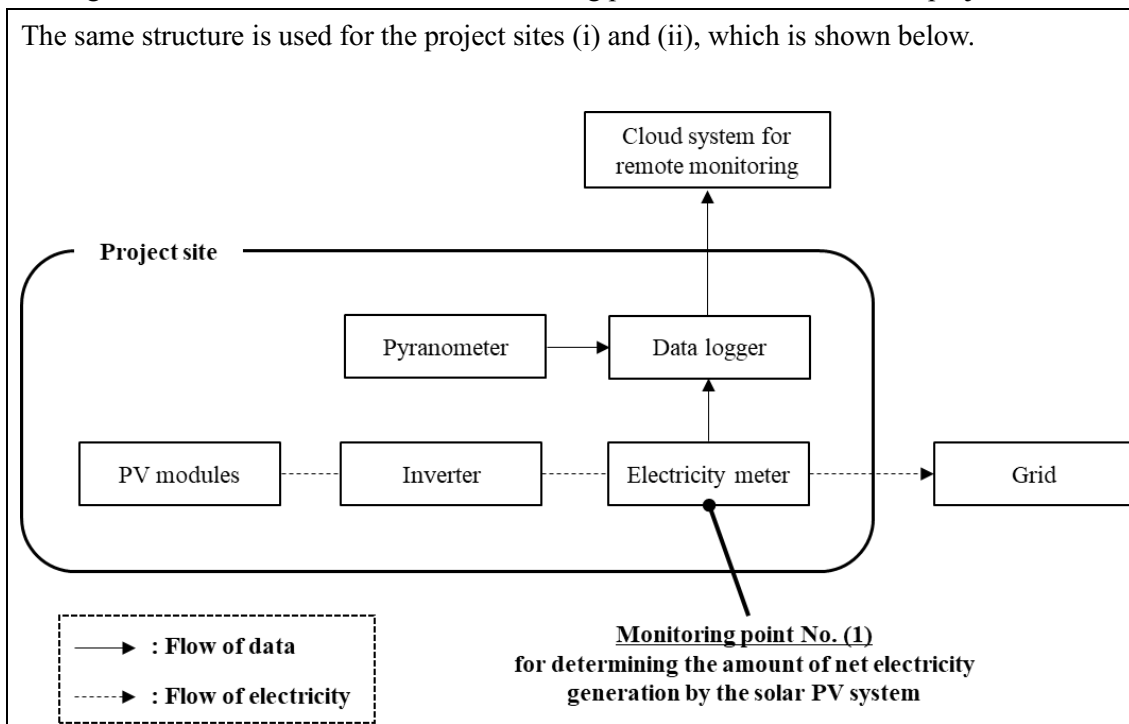 The same structure is used for the project sites (i) and (ii), which is shown below.
Cloud system for
remote monitoring
Project site
Pyranometer
Data logger
PV modules
Inverter
Electricity meter
Grid
: Flow of data
: Flow of electricity
Monitoring point No. (1)
for determining the amount of net electricity
generation by the solar PV system